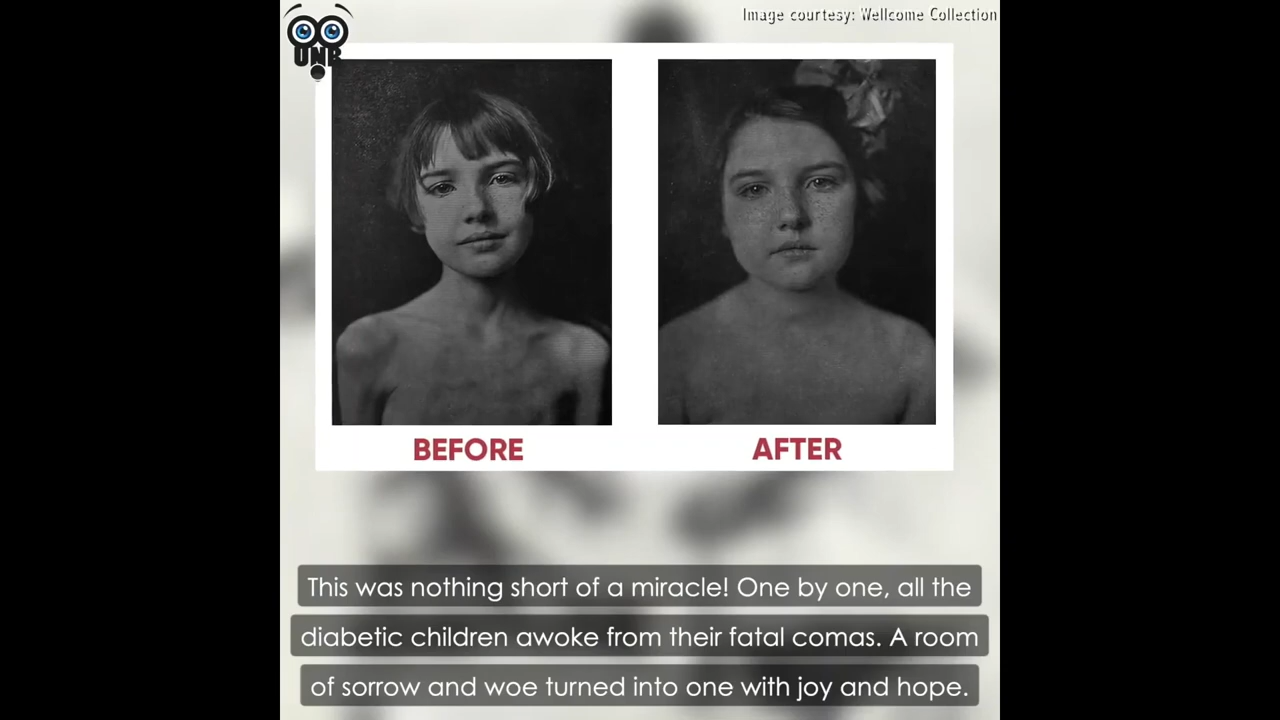 Image courtesy: Wellcome Collection
UNB
BEFORE
AFTER
This was nothing short of a miracle! One by one, all the
diabetic children awoke from their fatal comas. A room
of sorrow and woe turned into one with joy and hope.